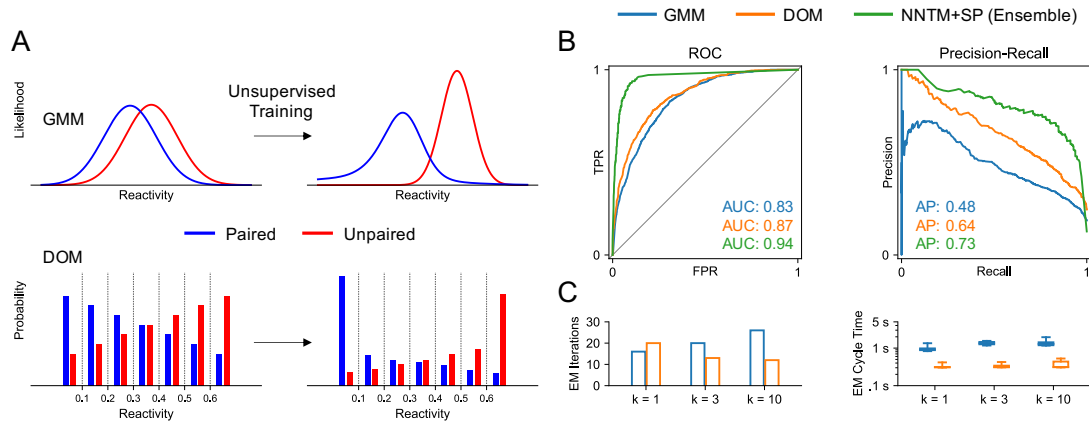 GMM DOM NNTM+SP (Ensemble)
A
GMM
Likelihood
Reactivity
Unsupervised
Training
Reactivity
Paired Unpaired
DOM
Probability
0.1 0.2 0.3 0.4 0.5 0.6
Reactivity
0.1 0.2 0.3 0.4 0.5 0.6
Reactivity
B
ROC
1
TPR
0
AUC: 0.83
AUC: 0.87
AUC: 0.94
0 FPR 1
Precision-Recall
1
Precision
0
AP: 0.48
AP: 0.64
AP: 0.73
0 Recall 1
C
EM Iterations
30
20
10
0
k = 1 k = 3 k = 10
EM Cycle Time
5 s
1 s
.1 s
k = 1 k = 3 k = 10